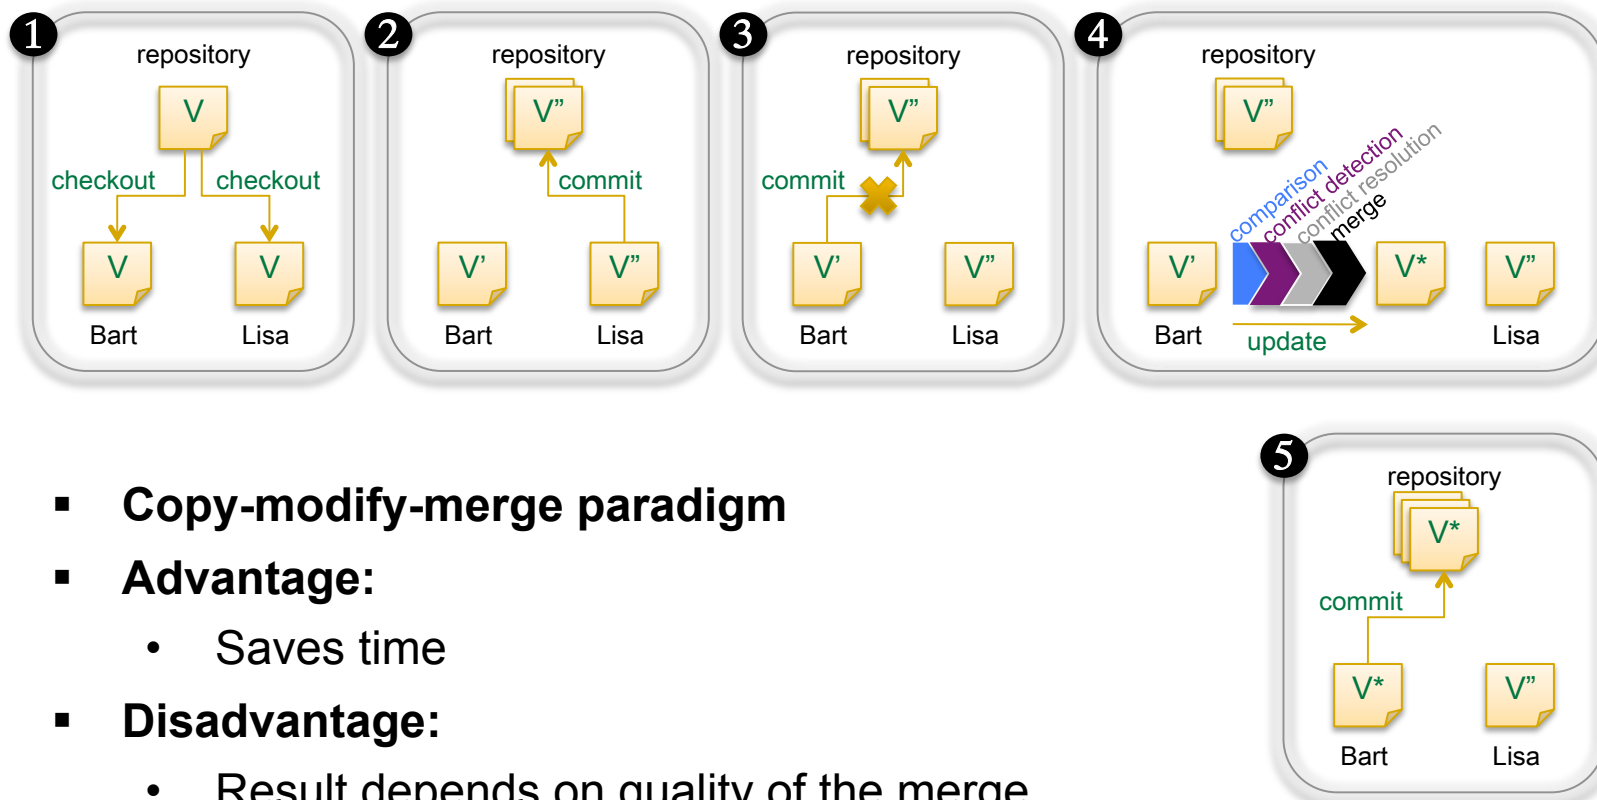 1
repository
V
checkout checkout
V V
Bart Lisa
2
repository
V”
commit
V’ V”
Bart Lisa
3
repository
V”
commit
V’ V”
Bart Lisa
4
repository
V”
comparison
conflict detection
conflict resolution
merge
V’ V* V”
Bart Lisa
update
▪ Copy-modify-merge paradigm
▪ Advantage:
• Saves time
▪ Disadvantage:
• Result depends on quality of the merge
5
repository
V*
commit
V* V”
Bart Lisa